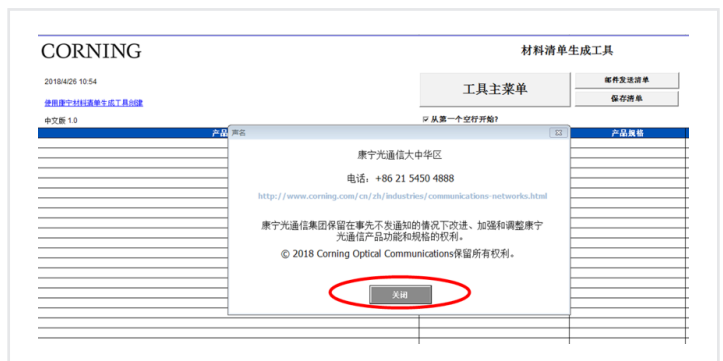 CORNING
材料清单生成工具
2018/4/26 10:54
工具主菜单
邮件发送清单
使用康宁材料清单生成工具创建
保存清单
中文版 1.0
从第一个空行开始?
产品
声名
产品规格
康宁光通信大中华区
电话: +86 21 5450 4888
http://www.corning.com/cn/zh/industries/communications-networks.html
康宁光通信集团保留在事先不发通知的情况下改进、加强和调整康宁
光通信产品功能和规格的权利。
© 2018 Corning Optical Communications保留所有权利。
关闭